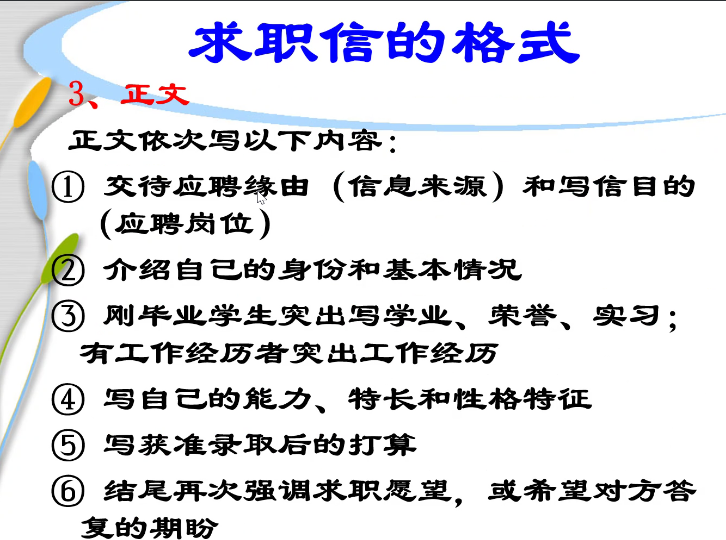 求职信的格式
3、正文
正文依次写以下内容：
① 交待应聘缘由（信息来源）和写信目的
（应聘岗位）
② 介绍自己的身份和基本情况
③ 刚毕业学生突出写学业、荣誉、实习；
有工作经历者突出工作经历
④ 写自己的能力、特长和性格特征
⑤ 写获准录取后的打算
⑥ 结尾再次强调求职愿望，或希望对方答
复的期盼